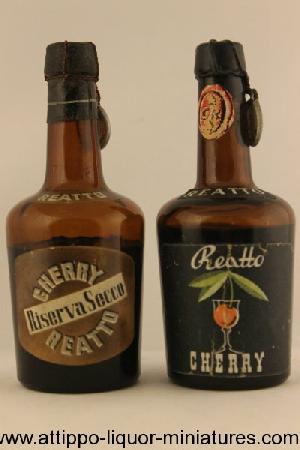 REATTO
CHERRY
Riserva Secco
REATTO
REATTO
Reatto
CHERRY
www.attippo-liquor-miniatures.com